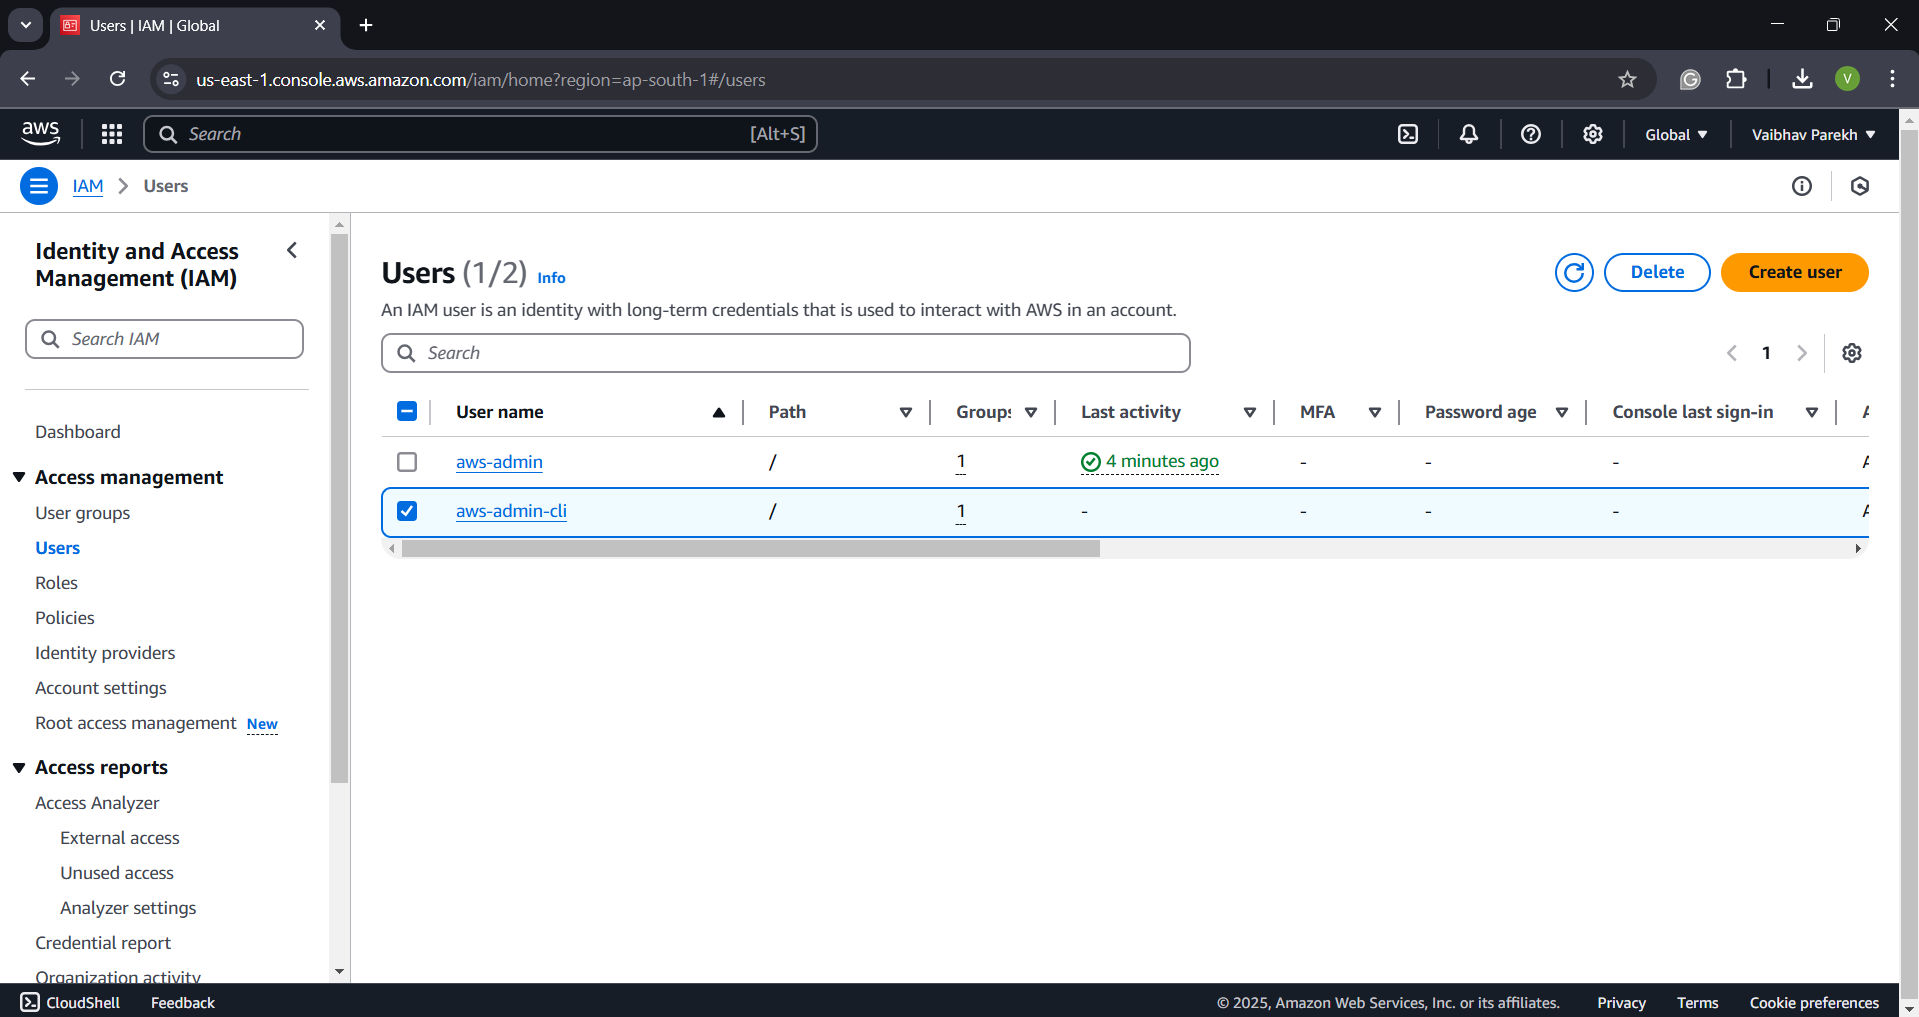 Users | IAM | Global
us-east-1.console.aws.amazon.com/iam/home?region=ap-south-1#/users
V
aws
Search [Alt+S]
Global
Vaibhav Parekh
IAM > Users
Identity and Access
Management (IAM)
Search IAM
Dashboard
Access management
User groups
Users
Roles
Policies
Identity providers
Account settings
Root access management New
Access reports
Access Analyzer
External access
Unused access
Analyzer settings
Credential report
Organization activity
Users (1/2) Info
Delete
Create user
An IAM user is an identity with long-term credentials that is used to interact with AWS in an account.
Search
1
User name Path Groups Last activity MFA Password age Console last sign-in A
aws-admin / 1 4 minutes ago - - - A
aws-admin-cli / 1 - - - - A
CloudShell Feedback © 2025, Amazon Web Services, Inc. or its affiliates. Privacy Terms Cookie preferences